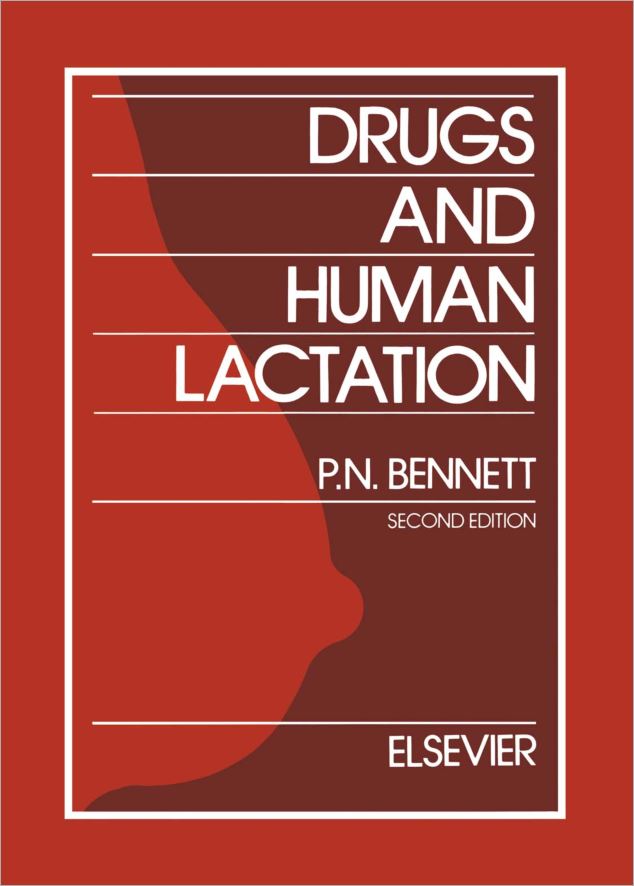 DRUGS
AND
HUMAN
LACTATION
P.N. BENNETT
SECOND EDITION
ELSEVIER